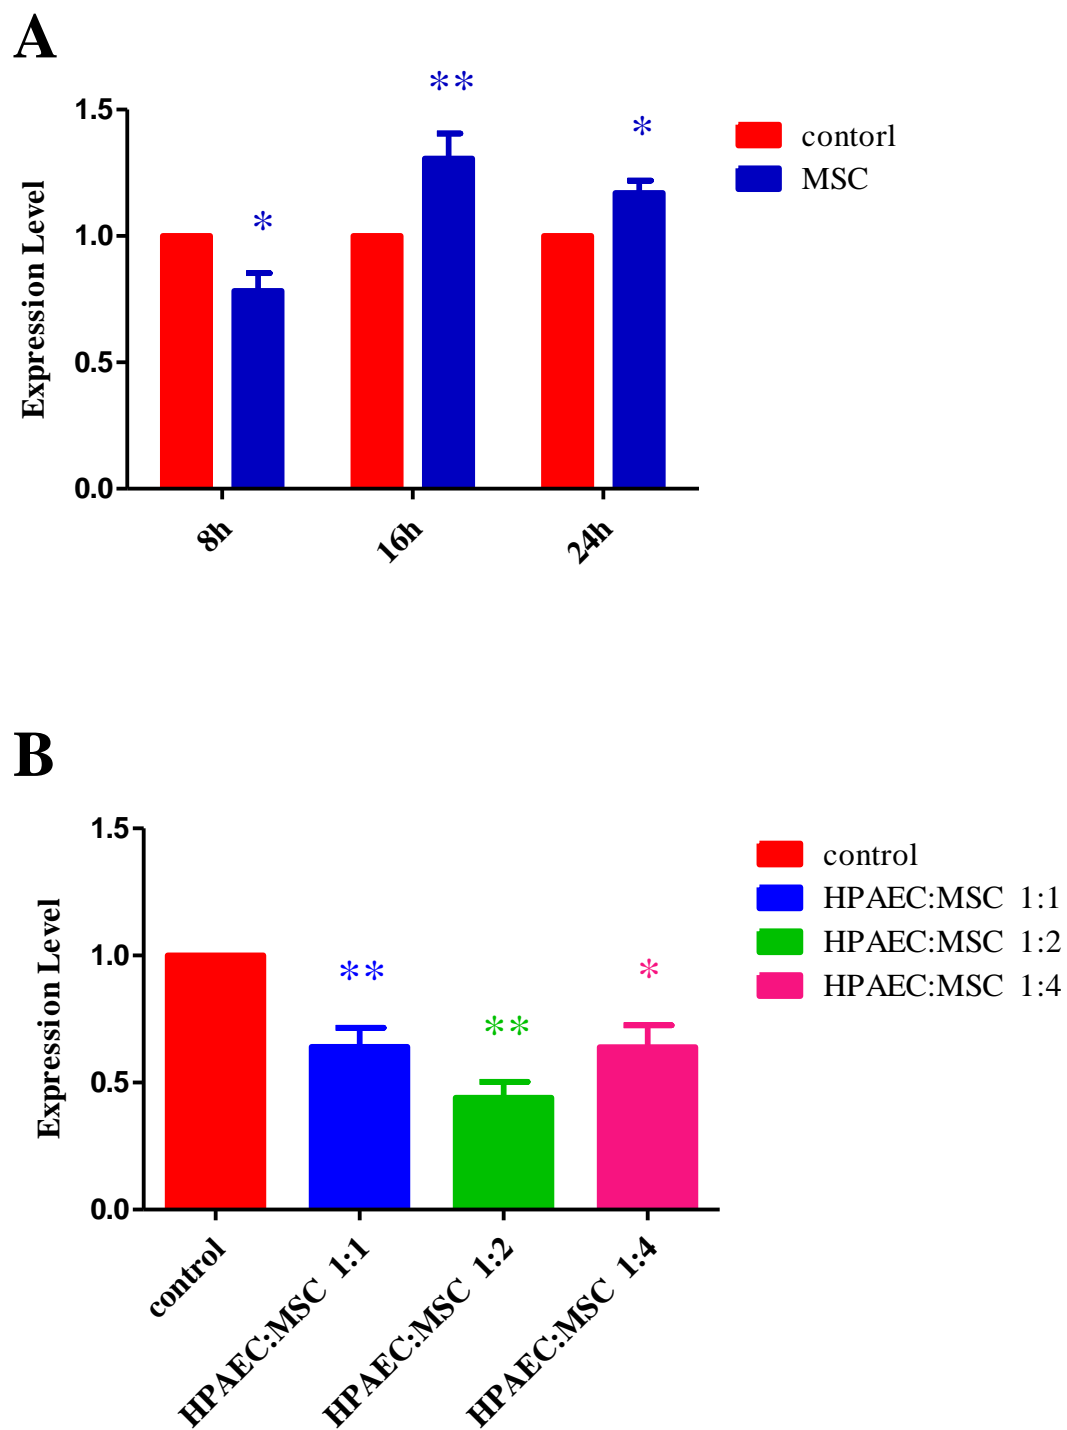 A
**
1.5
*
contorl
MSC
*
1.0
Expression Level
0.5
0.0
8h
16h
24h
B
1.5
control
HPAEC:MSC 1:1
HPAEC:MSC 1:2
HPAEC:MSC 1:4
1.0
**
*
**
Expression Level
0.5
0.0
control
HPAEC:MSC 1:1
HPAEC:MSC 1:2
HPAEC:MSC 1:4